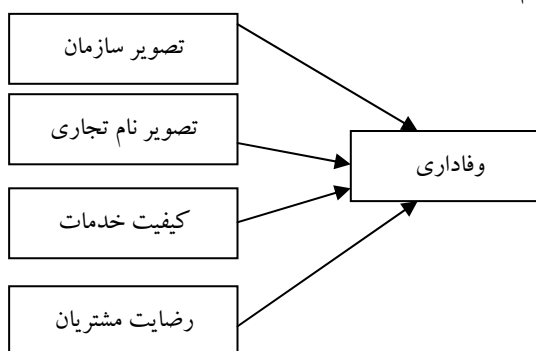 تصویر سازمان
تصویر نام تجاری
وفاداری
کیفیت خدمات
رضایت مشتریان